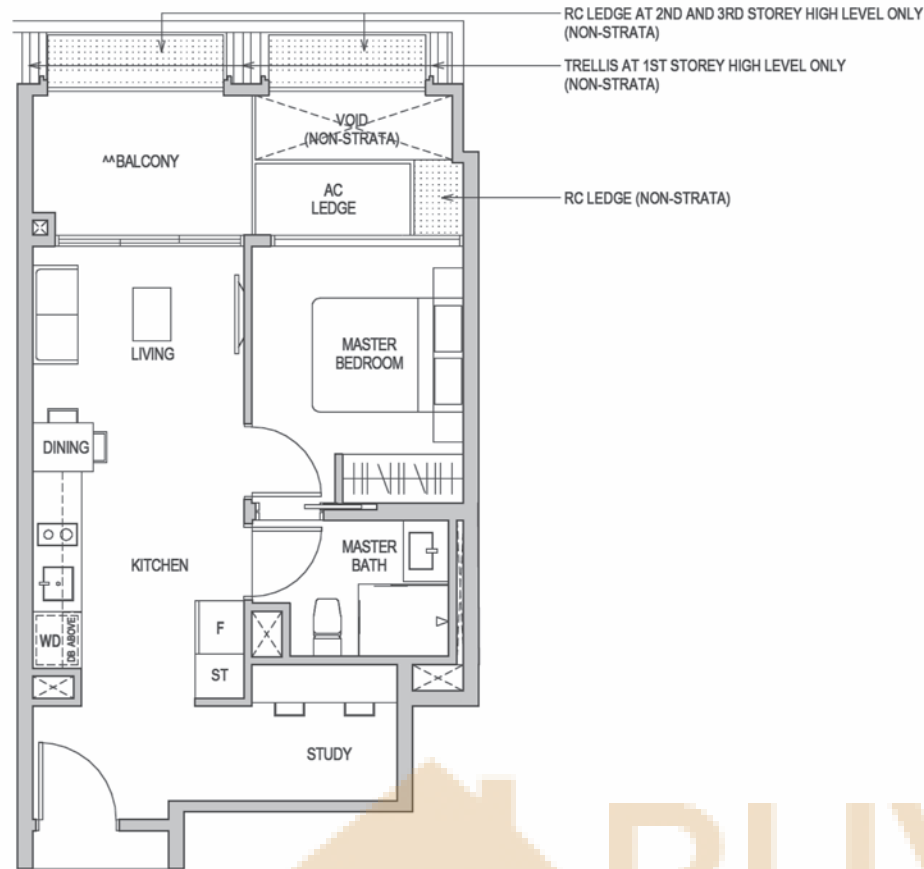 RC LEDGE AT 2ND AND 3RD STOREY HIGH LEVEL ONLY
(NON-STRATA)
TRELLIS AT 1ST STOREY HIGH LEVEL ONLY
(NON-STRATA)
VOID
(NON-STRATA)
^^BALCONY
AC
LEDGE
RC LEDGE (NON-STRATA)
LIVING
MASTER
BEDROOM
DINING
KITCHEN
MASTER
BATH
WD
DB ABOVE
F
ST
STUDY